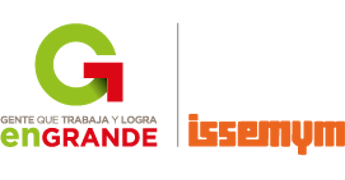 GENTE QUE TRABAJA Y LOGRA
enGRANDE
issemym